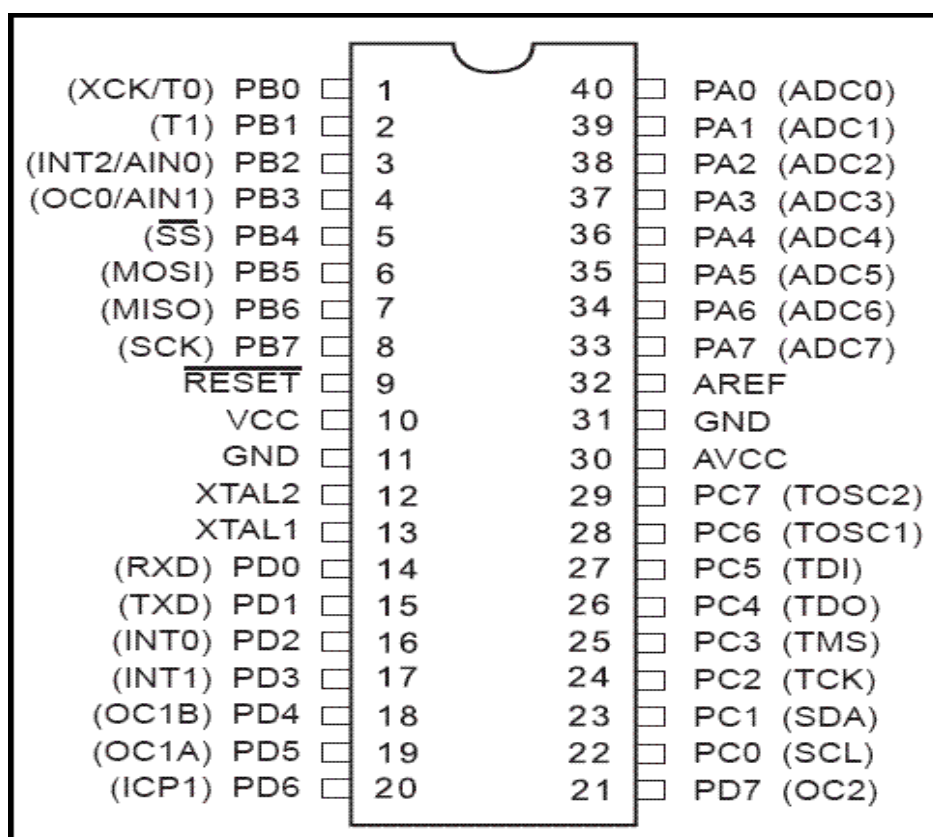 (XCK/T0) PB0 1 40 PA0 (ADC0)
(T1) PB1 2 39 PA1 (ADC1)
(INT2/AIN0) PB2 3 38 PA2 (ADC2)
(OC0/AIN1) PB3 4 37 PA3 (ADC3)
(SS) PB4 5 36 PA4 (ADC4)
(MOSI) PB5 6 35 PA5 (ADC5)
(MISO) PB6 7 34 PA6 (ADC6)
(SCK) PB7 8 33 PA7 (ADC7)
RESET 9 32 AREF
VCC 10 31 GND
GND 11 30 AVCC
XTAL2 12 29 PC7 (TOSC2)
XTAL1 13 28 PC6 (TOSC1)
(RXD) PD0 14 27 PC5 (TDI)
(TXD) PD1 15 26 PC4 (TDO)
(INT0) PD2 16 25 PC3 (TMS)
(INT1) PD3 17 24 PC2 (TCK)
(OC1B) PD4 18 23 PC1 (SDA)
(OC1A) PD5 19 22 PC0 (SCL)
(ICP1) PD6 20 21 PD7 (OC2)